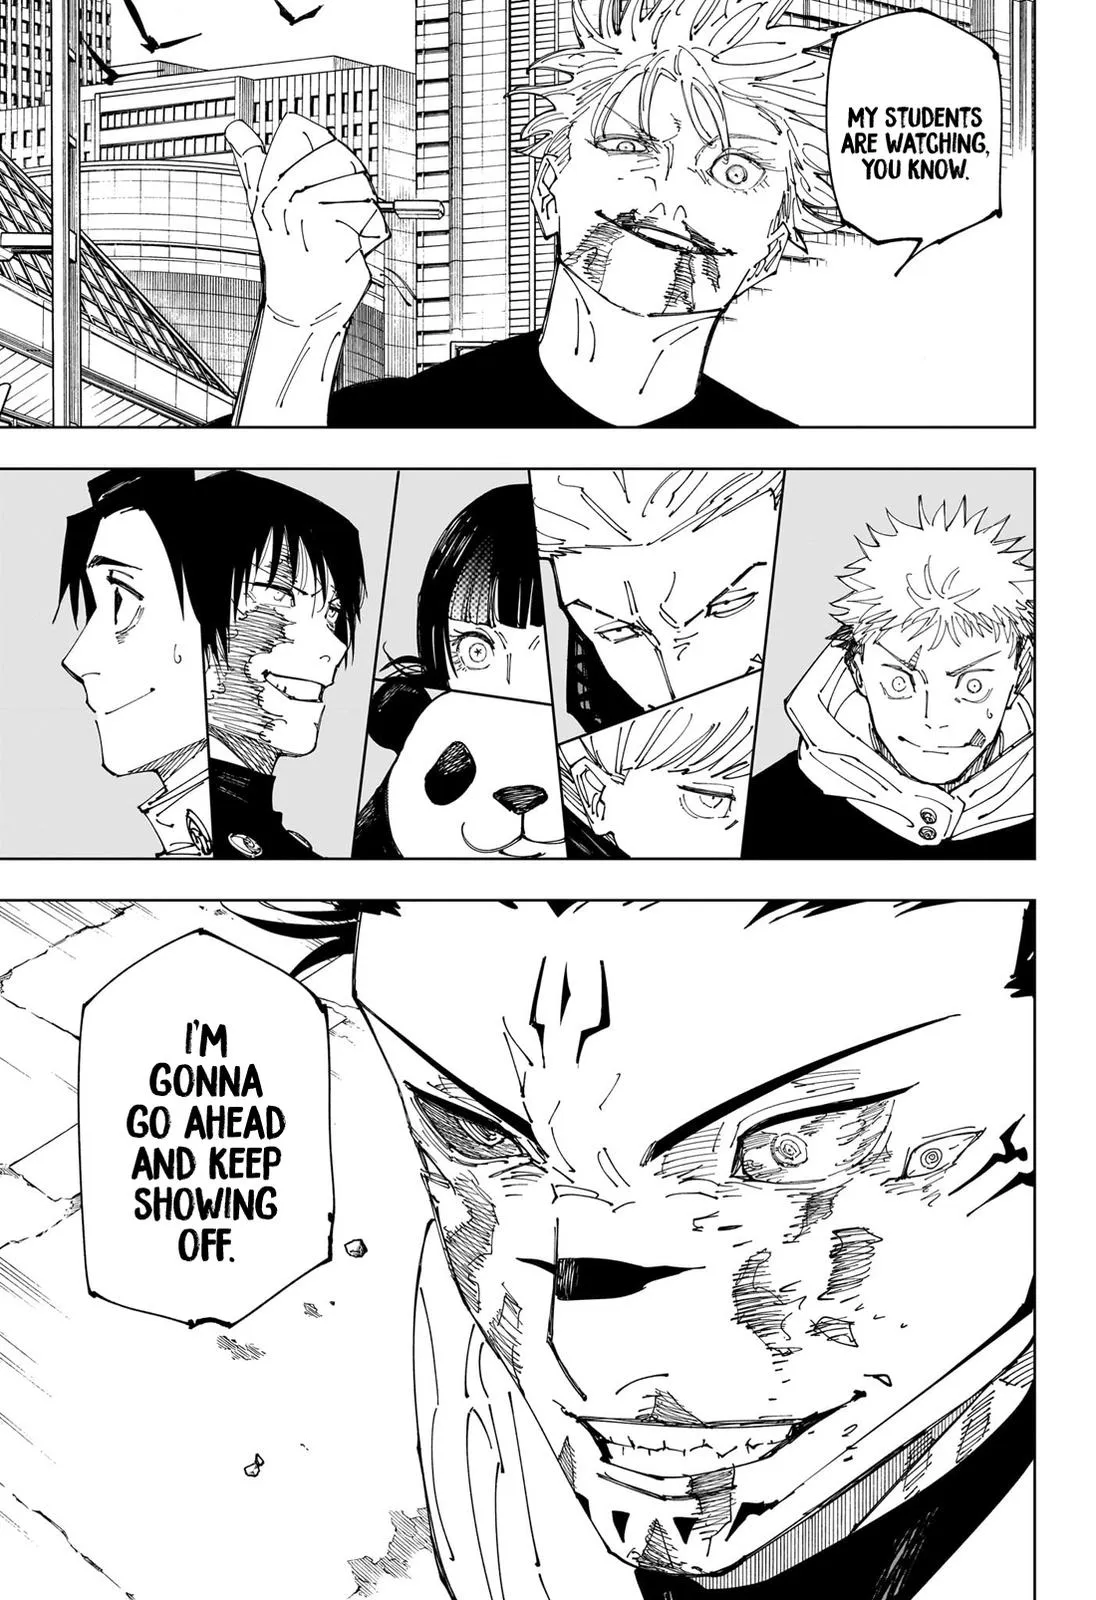 MY STUDENTS
ARE WATCHING,
YOU KNOW.
I'M
GONNA
GO AHEAD
AND KEEP
SHOWING
OFF.